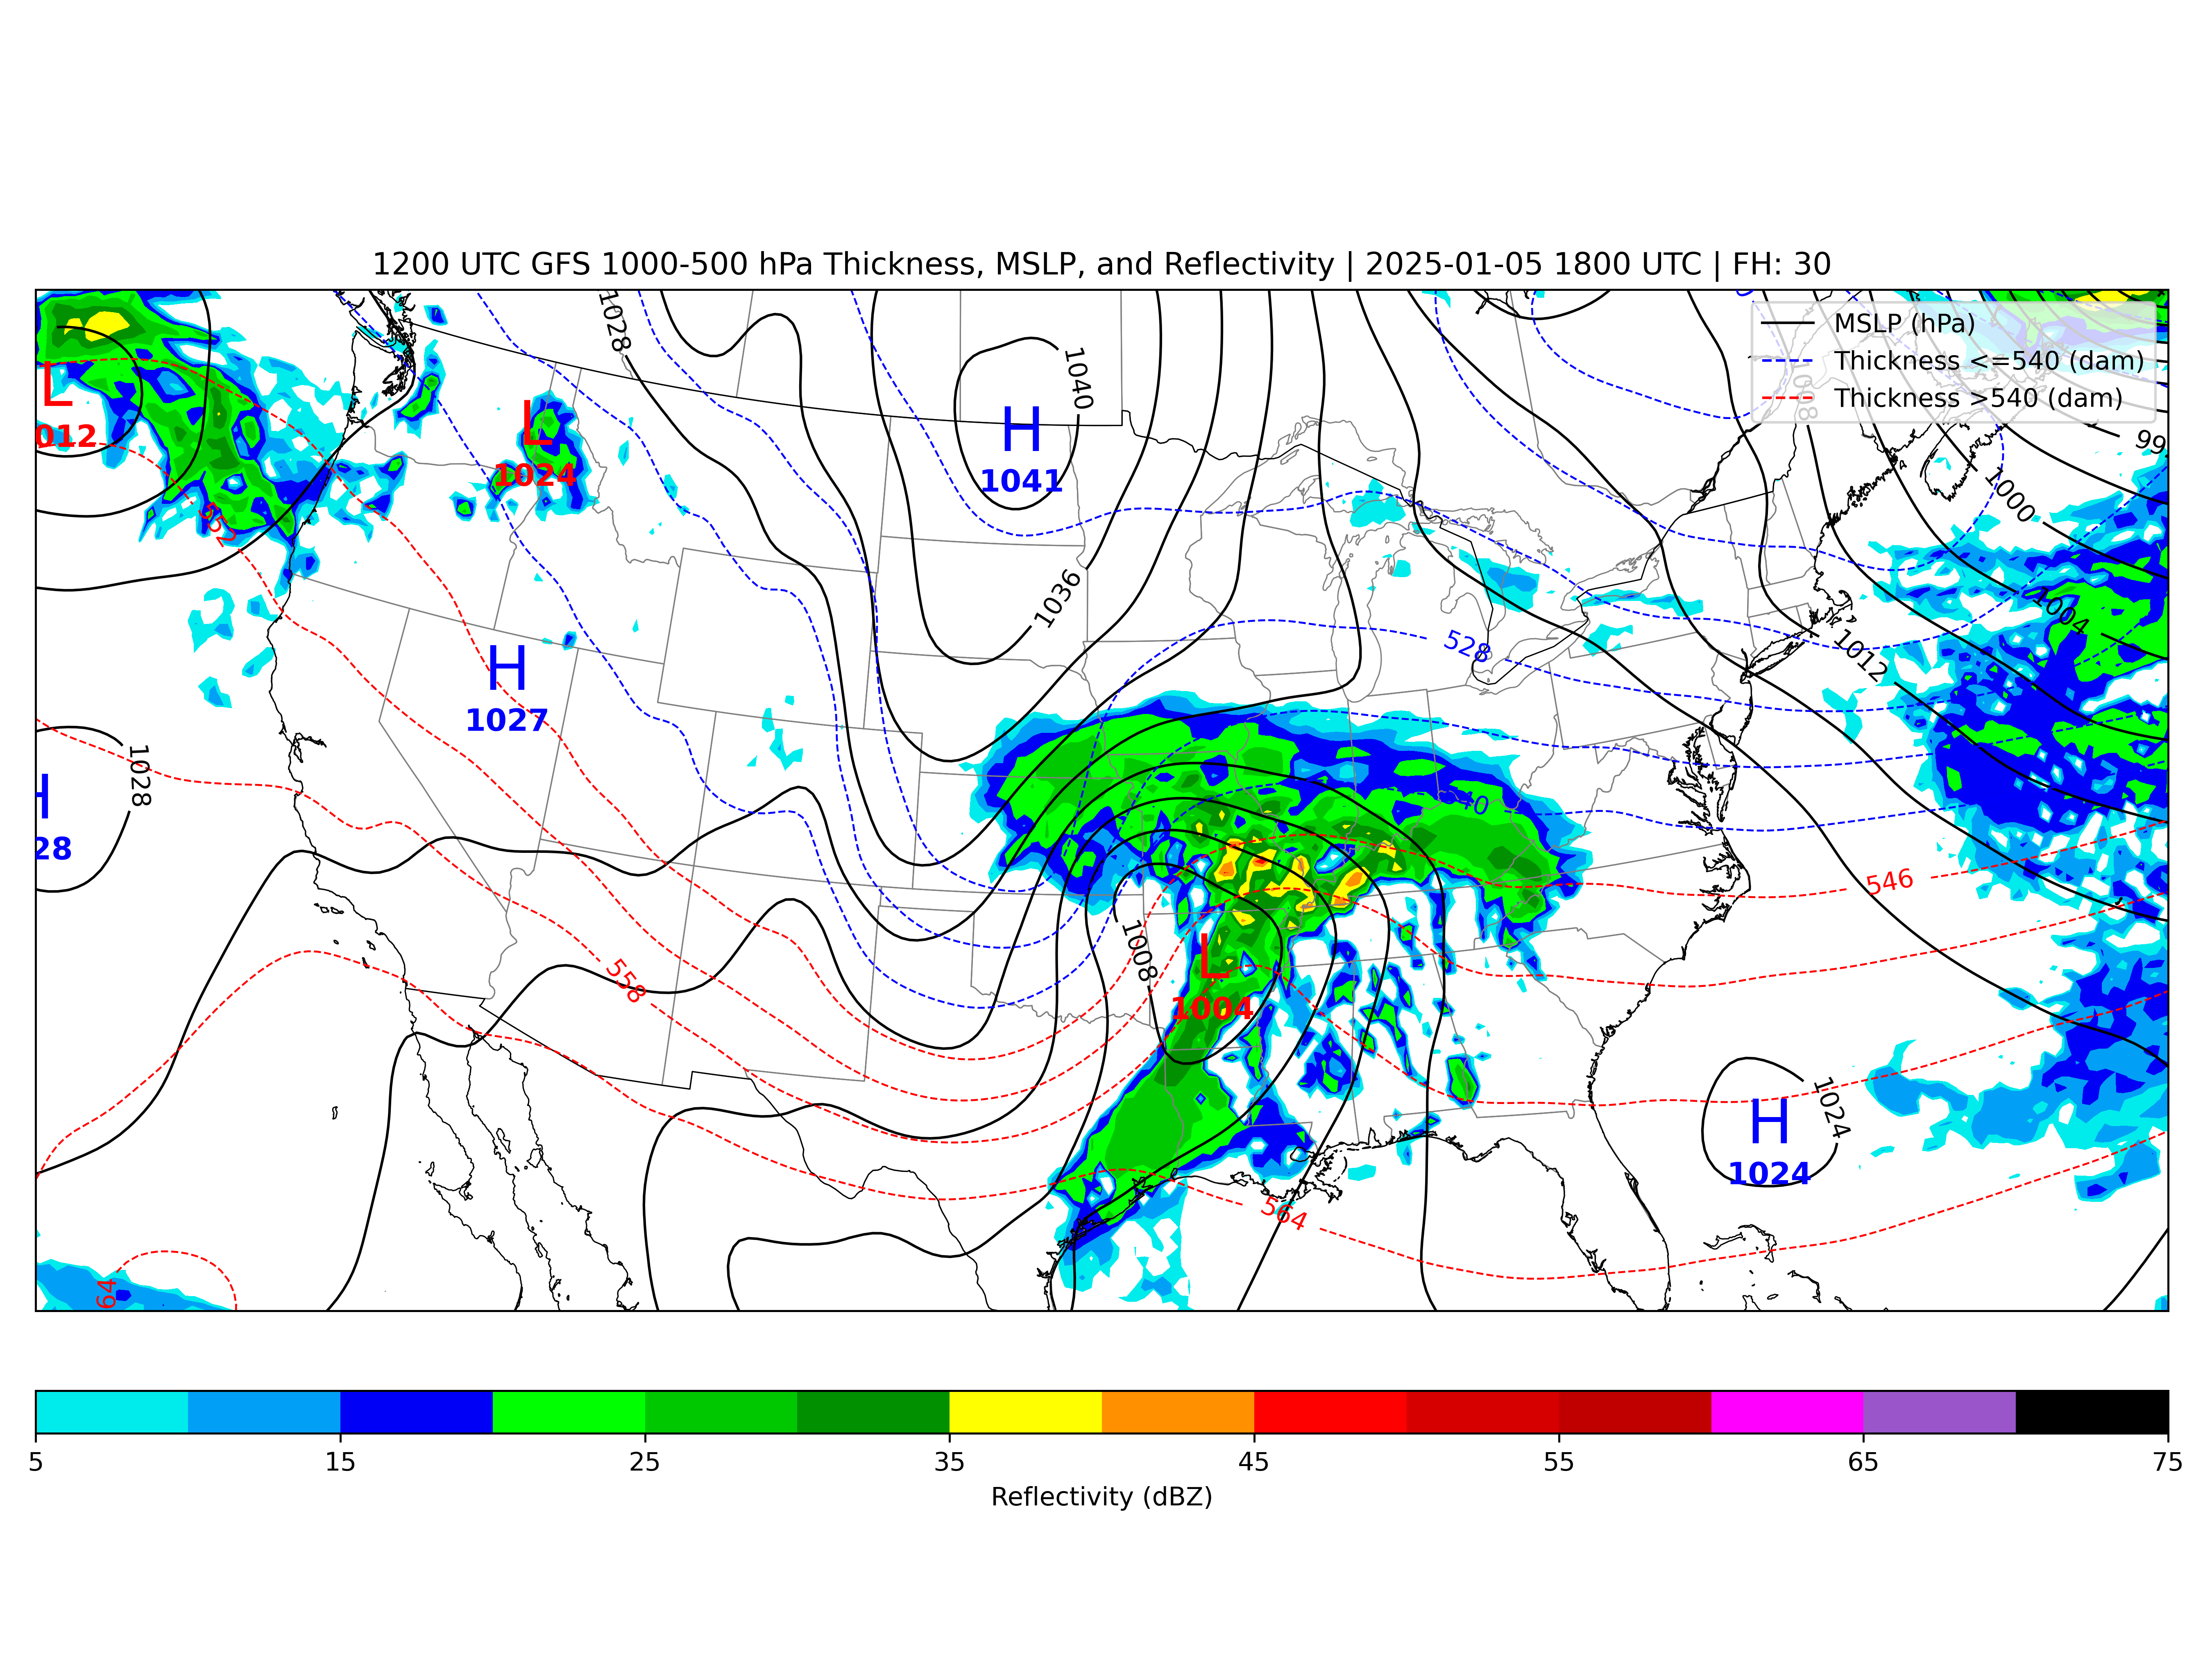 1200 UTC GFS 1000-500 hPa Thickness, MSLP, and Reflectivity | 2025-01-05 1800 UTC | FH: 30
MSLP (hPa)
Thickness <=540 (dam)
Thickness >540 (dam)
1028
1040
1008
L
012
L
1024
H
1041
99
1000
552
1036
1004
1012
528
H
1027
1028
H
28
40
546
1008
L
1004
558
1024
H
1024
564
64
5 15 25 35 45 55 65 75
Reflectivity (dBZ)